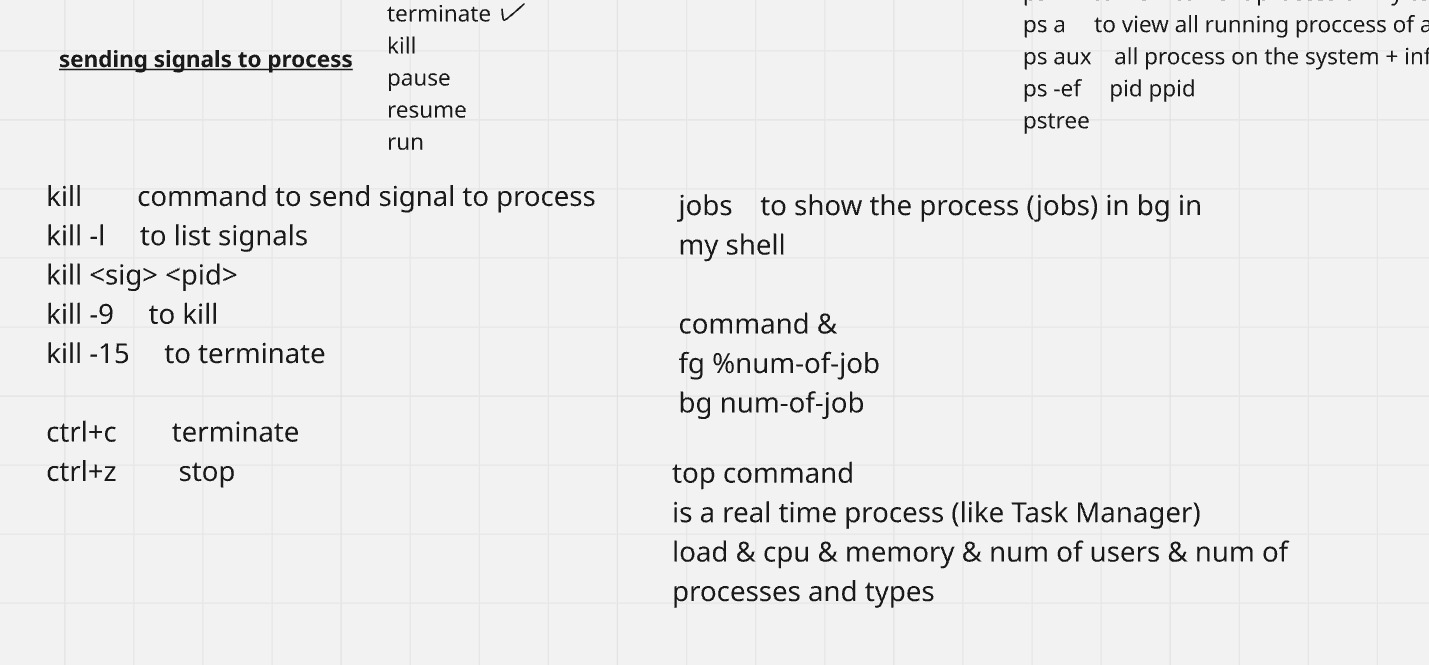 terminate ✓
kill
sending signals to process
pause
resume
run
ps a to view all running proccess of
ps aux all process on the system +
ps -ef pid ppid
pstree
kill command to send signal to process
kill -l to list signals
kill <sig> <pid>
kill -9 to kill
kill -15 to terminate
ctrl+c terminate
ctrl+z stop
jobs to show the process (jobs) in bg in
my shell
command &
fg %num-of-job
bg num-of-job
top command
is a real time process (like Task Manager)
load & cpu & memory & num of users & num of
processes and types